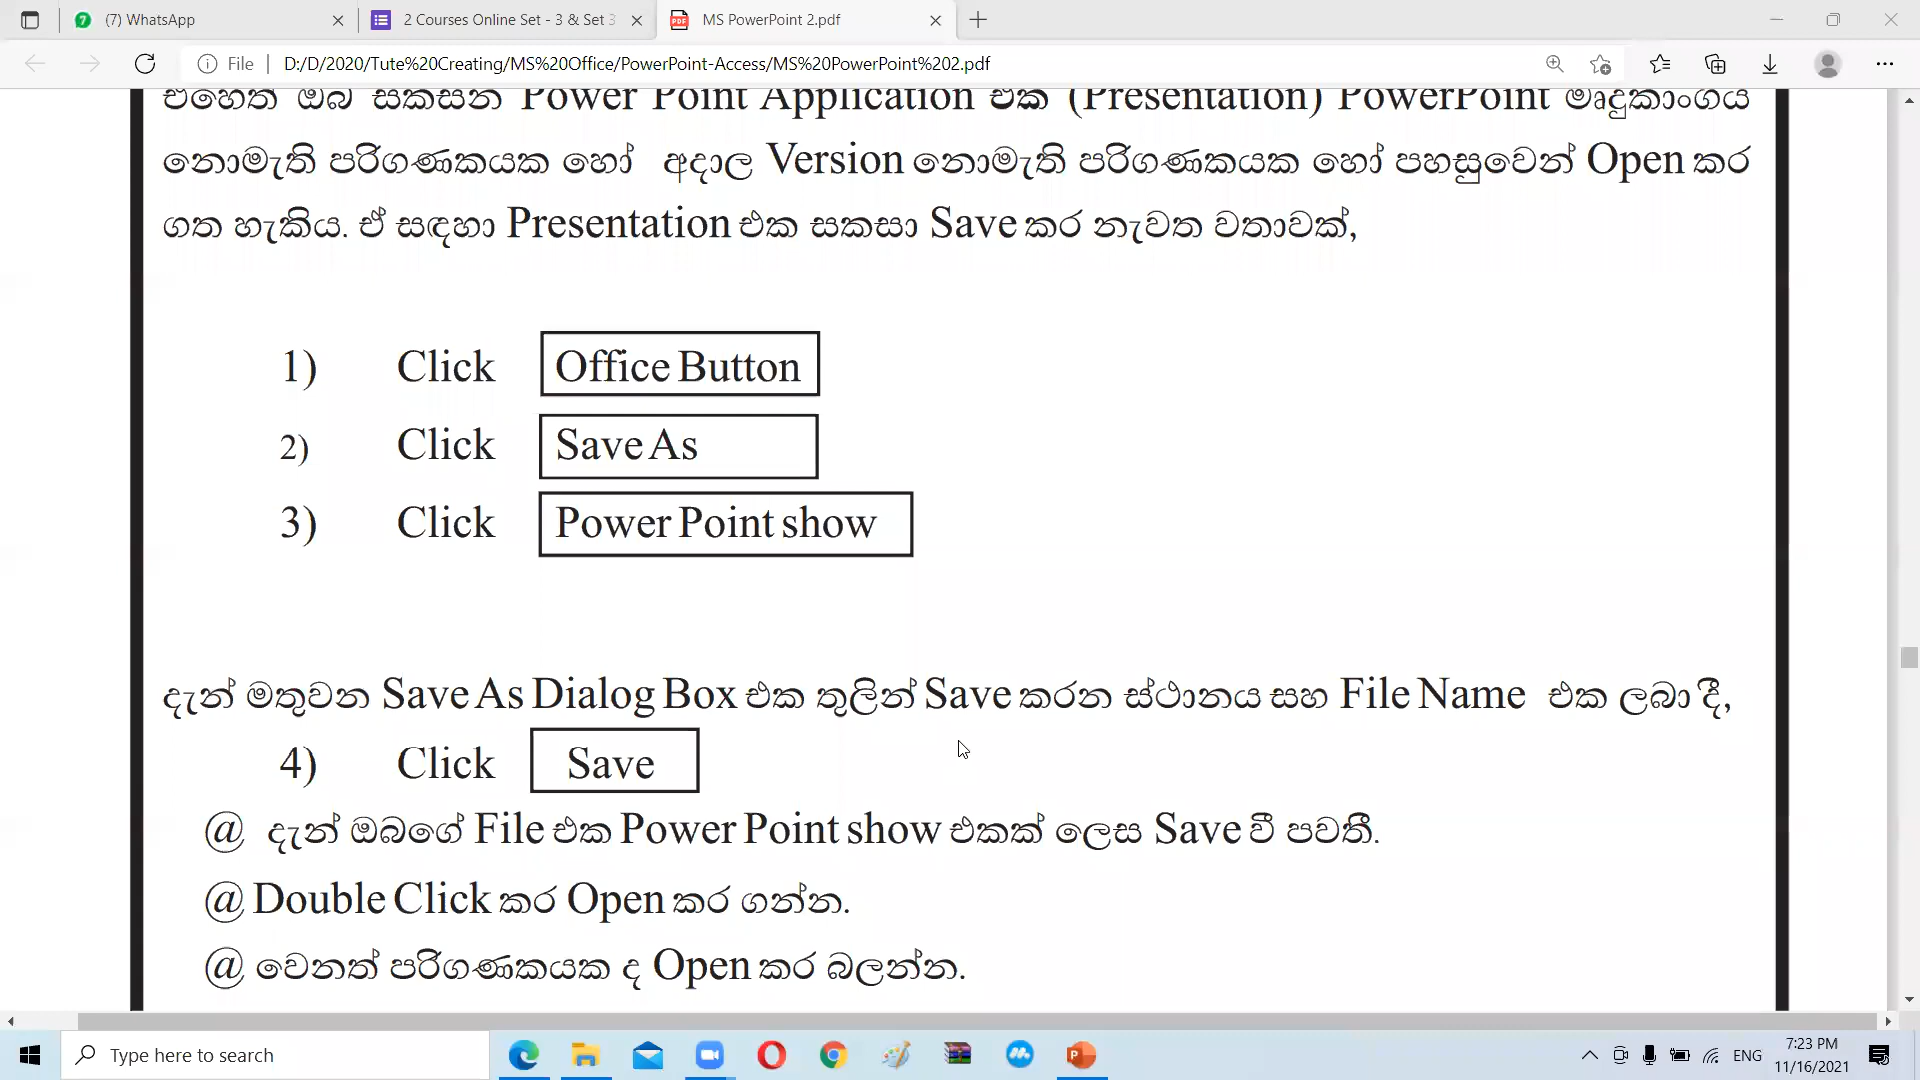 (7) WhatsApp
2 Courses Online Set - 3 & Set 3
MS PowerPoint 2.pdf
File
D:/D/2020/Tute%20Creating/MS%20Office/PowerPoint-Access/MS%20PowerPoint%202.pdf
එහෙත් ඔබ සකසන Power Point Application එක (Presentation) PowerPoint මෘදුකාංගය
නොමැති පරිගණකයක හෝ අදාල Version නොමැති පරිගණකයක හෝ පහසුවෙන් Open කර
ගත හැකිය. ඒ සඳහා Presentation එක සකසා Save කර නැවත වතාවක්,
1) Click Office Button
2) Click Save As
3) Click Power Point show
දැන් මතුවන Save As Dialog Box එක තුලින් Save කරන ස්ථානය සහ File Name එක ලබා දී,
4) Click Save
@ දැන් ඔබගේ File එක Power Point show එකක් ලෙස Save වී පවතී.
@ Double Click කර Open කර ගන්න.
@ වෙනත් පරිගණකයක ද Open කර බලන්න.
Type here to search
ENG
7:23 PM
11/16/2021